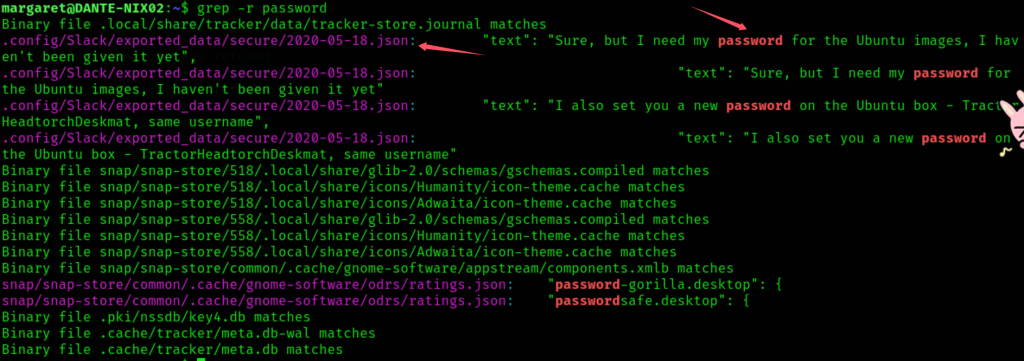 margaret@DANTE-NIX02:~$ grep -r password
Binary file .local/share/tracker/data/tracker-store.journal matches
.config/Slack/exported_data/secure/2020-05-18.json:        "text": "Sure, but I need my password for the Ubuntu images, I hav
en't been given it yet",
.config/Slack/exported_data/secure/2020-05-18.json:                                "text": "Sure, but I need my password for
the Ubuntu images, I haven't been given it yet"
.config/Slack/exported_data/secure/2020-05-18.json:        "text": "I also set you a new password on the Ubuntu box - Tractor
HeadtorchDeskmat, same username",
.config/Slack/exported_data/secure/2020-05-18.json:                                "text": "I also set you a new password on
the Ubuntu box - TractorHeadtorchDeskmat, same username"
Binary file snap/snap-store/518/.local/share/glib-2.0/schemas/gschemas.compiled matches
Binary file snap/snap-store/518/.local/share/icons/Humanity/icon-theme.cache matches
Binary file snap/snap-store/518/.local/share/icons/Adwaita/icon-theme.cache matches
Binary file snap/snap-store/558/.local/share/glib-2.0/schemas/gschemas.compiled matches
Binary file snap/snap-store/558/.local/share/icons/Humanity/icon-theme.cache matches
Binary file snap/snap-store/558/.local/share/icons/Adwaita/icon-theme.cache matches
Binary file snap/snap-store/common/.cache/gnome-software/appstream/components.xmlb matches
snap/snap-store/common/.cache/gnome-software/odrs/ratings.json:    "password-gorilla.desktop": {
snap/snap-store/common/.cache/gnome-software/odrs/ratings.json:    "passwordsafe.desktop": {
Binary file .pki/nssdb/key4.db matches
Binary file .cache/tracker/meta.db-wal matches
Binary file .cache/tracker/meta.db matches